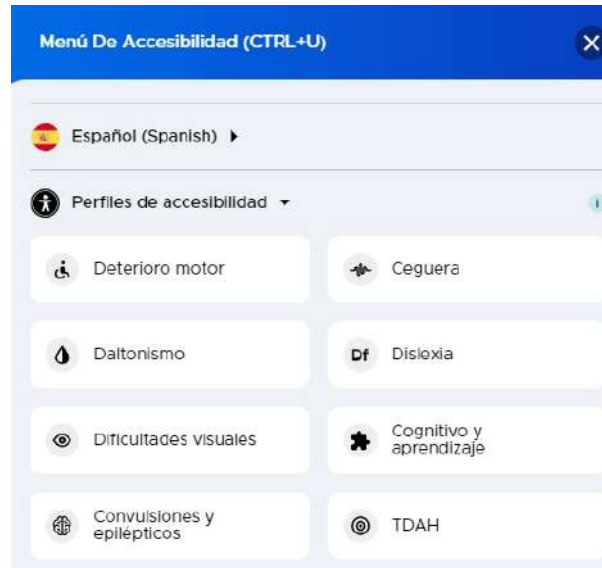 Menú De Accesibilidad (CTRL+U)
Español (Spanish)
Perfiles de accesibilidad
i
Deterioro motor
Ceguera
Daltonismo
Df Dislexia
Dificultades visuales
Cognitivo y
aprendizaje
Convulsiones y
epilépticos
TDAH